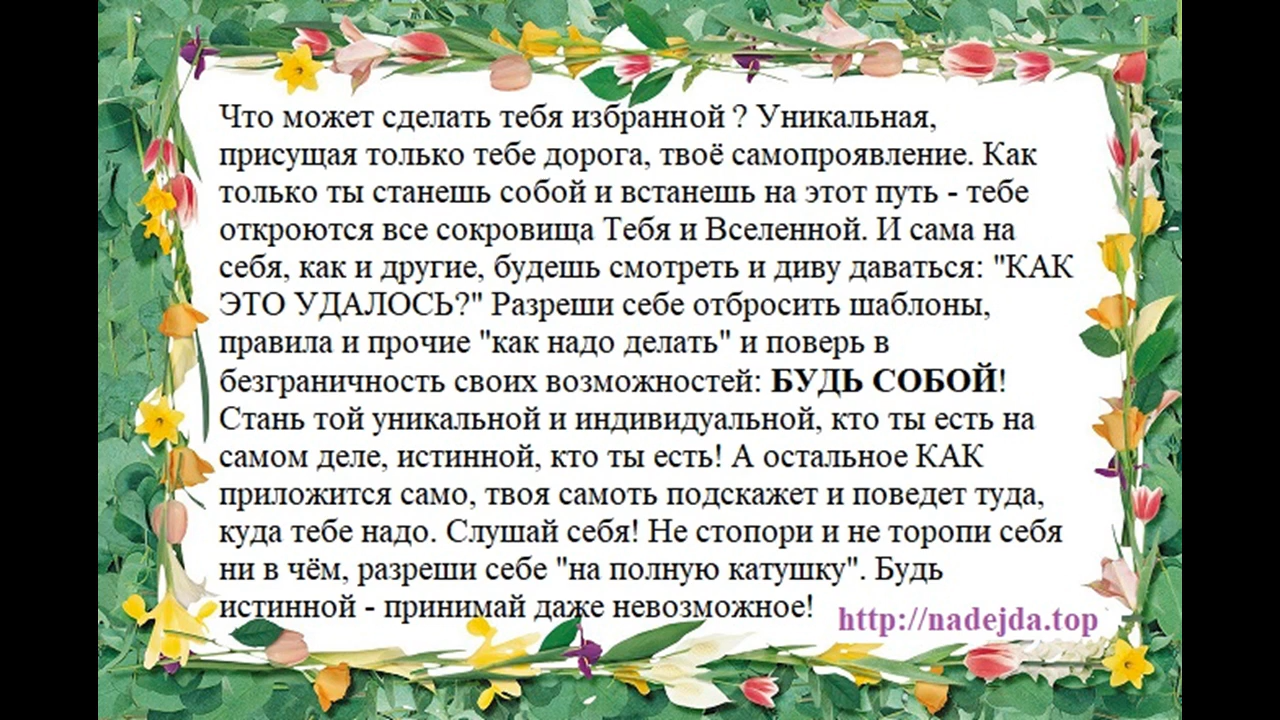 Что может сделать тебя избранной ? Уникальная,
присущая только тебе дорога, твоё самопроявление. Как
только ты станешь собой и встанешь на этот путь - тебе
откроются все сокровища Тебя и Вселенной. И сама на
себя, как и другие, будешь смотреть и диву даваться: "КАК
ЭТО УДАЛОСЬ?" Разреши себе отбросить шаблоны,
правила и прочие "как надо делать" и поверь в
безграничность своих возможностей: БУДЬ СОБОЙ!
Стань той уникальной и индивидуальной, кто ты есть на
самом деле, истинной, кто ты есть! А остальное КАК
приложится само, твоя самоть подскажет и поведет туда,
куда тебе надо. Слушай себя! Не стопори и не торопи себя
ни в чём, разреши себе "на полную катушку". Будь
истинной - принимай даже невозможное!
http://nadejda.top